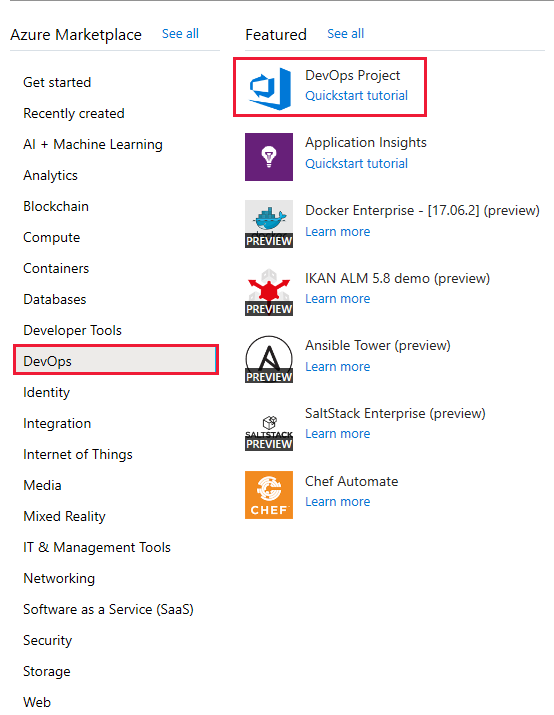 Azure Marketplace See all
Get started
Recently created
AI + Machine Learning
Analytics
Blockchain
Compute
Containers
Databases
Developer Tools
DevOps
Identity
Integration
Internet of Things
Media
Mixed Reality
IT & Management Tools
Networking
Software as a Service (SaaS)
Security
Storage
Web
Featured See all
DevOps Project
Quickstart tutorial
Application Insights
Quickstart tutorial
PREVIEW
Docker Enterprise - [17.06.2] (preview)
Learn more
PREVIEW
IKAN ALM 5.8 demo (preview)
Learn more
PREVIEW
Ansible Tower (preview)
Learn more
SALTSTACK
PREVIEW
SaltStack Enterprise (preview)
Learn more
CHEF
Chef Automate
Learn more